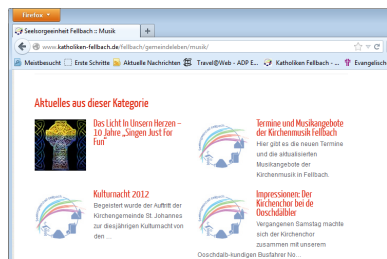 Firefox
Seelsorgeeinheit Fellbach :: Musik
www.katholiken-fellbach.de/fellbach/gemeindeleben/musik/
Meistbesucht Erste Schritte Aktuelle Nachrichten Travel@Web - ADP E... Katholiken Fellbach - ... Evangelisch
Aktuelles aus dieser Kategorie
Das Licht In Unsern Herzen –
10 Jahre „Singen Just For
Fun“
Termine und Musikangebote
der Kirchenmusik Fellbach
Hier gibt es die neuen Termine
und die aktualisierten
Musikangebote der
Kirchenmusik in Fellbach.
Kulturnacht 2012
Begeistert wurde der Auftritt der
Kirchengemeinde St. Johannes
zur diesjährigen Kulturnacht von
den ...
Impressionen: Der
Kirchenchor bei de
Ooschdälbler
Vergangenen Samstag machte
sich der Kirchenchor
zusammen mit unserem
Ooschdalb-kundigen Busfahrer No...